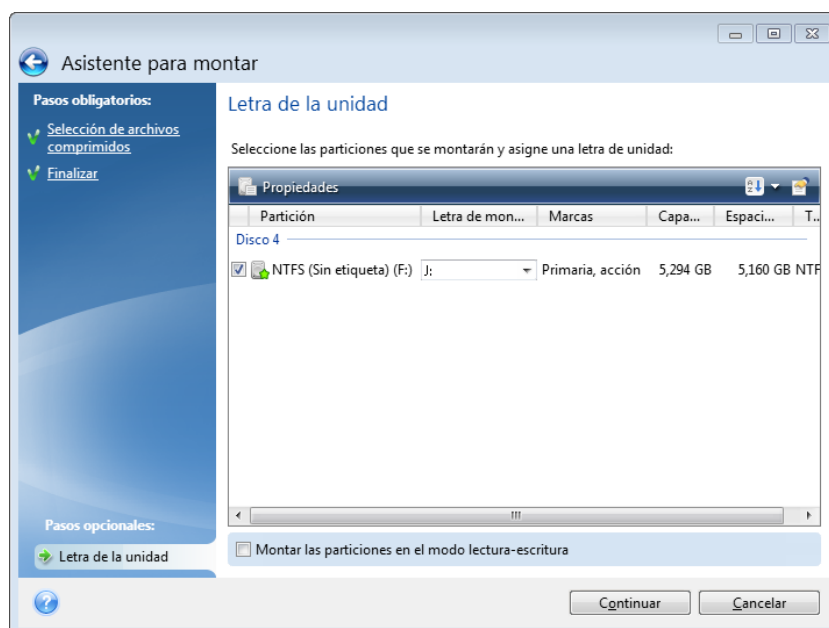 Asistente para montar
Pasos obligatorios:
Selección de archivos
comprimidos
Finalizar
Pasos opcionales:
Letra de la unidad
Letra de la unidad
Seleccione las particiones que se montarán y asigne una letra de unidad:
Propiedades
Partición Letra de mon... Marcas Capa... Espaci... T...
Disco 4
NTFS (Sin etiqueta) (F:) J: Primaria, acción 5,294 GB 5,160 GB NTF
Montar las particiones en el modo lectura-escritura
Continuar Cancelar